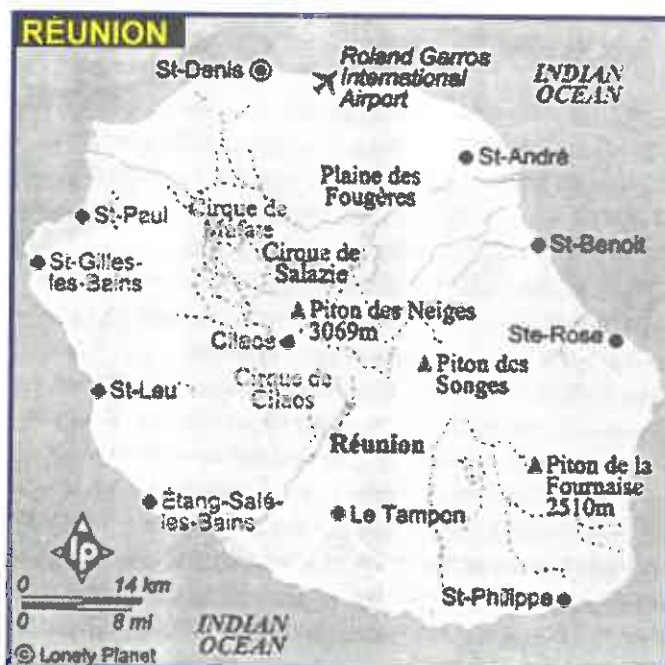 RÉUNION
St-Denis
Roland Garros
International
Airport
INDIAN
OCEAN
St-André
Plaine des
Fougères
St-Paul
Cirque de
Mafate
St-Benoit
Cirque de
Salazie
St-Gilles-
les-Bains
Piton des Neiges
3069m
Cilaos
Ste-Rose
Piton des
Songes
Cirque de
Cilaos
St-Leu
Réunion
Piton de la
Fournaise
2510m
Étang-Salé-
les-Bains
Le Tampon
lp
0 14 km
0 8 mi
St-Philippe
INDIAN
OCEAN
© Lonely Planet